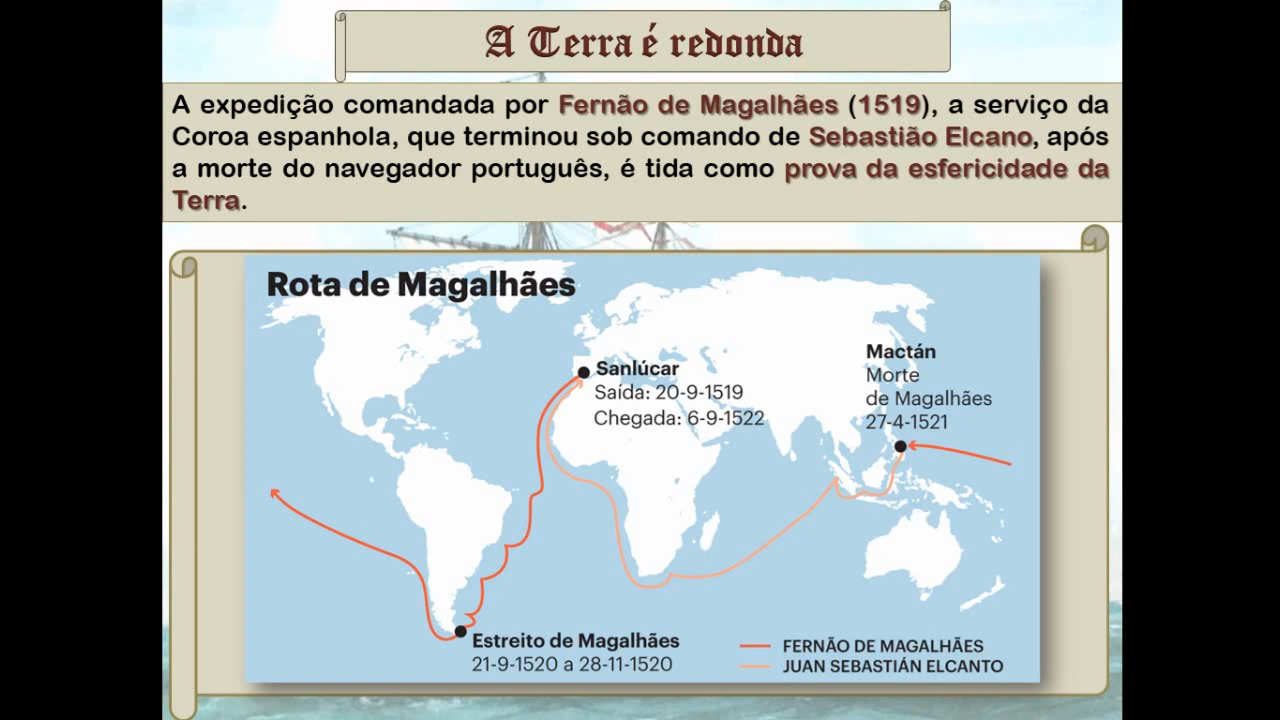 A Terra é redonda
A expedição comandada por Fernão de Magalhães (1519), a serviço da
Coroa espanhola, que terminou sob comando de Sebastião Elcano, após
a morte do navegador português, é tida como prova da esfericidade da
Terra.
Rota de Magalhães
Sanlúcar
Saída: 20-9-1519
Chegada: 6-9-1522
Mactán
Morte
de Magalhães
27-4-1521
Estreito de Magalhães
21-9-1520 a 28-11-1520
FERNÃO DE MAGALHÃES
JUAN SEBASTIÁN ELCANTO